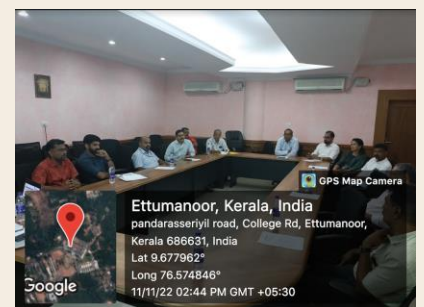 GPS Map Camera
Ettumanoor, Kerala, India
pandarasseriyil road, College Rd, Ettumanoor,
Kerala 686631, India
Lat 9.677962°
Long 76.574846°
11/11/22 02:44 PM GMT +05:30
Google